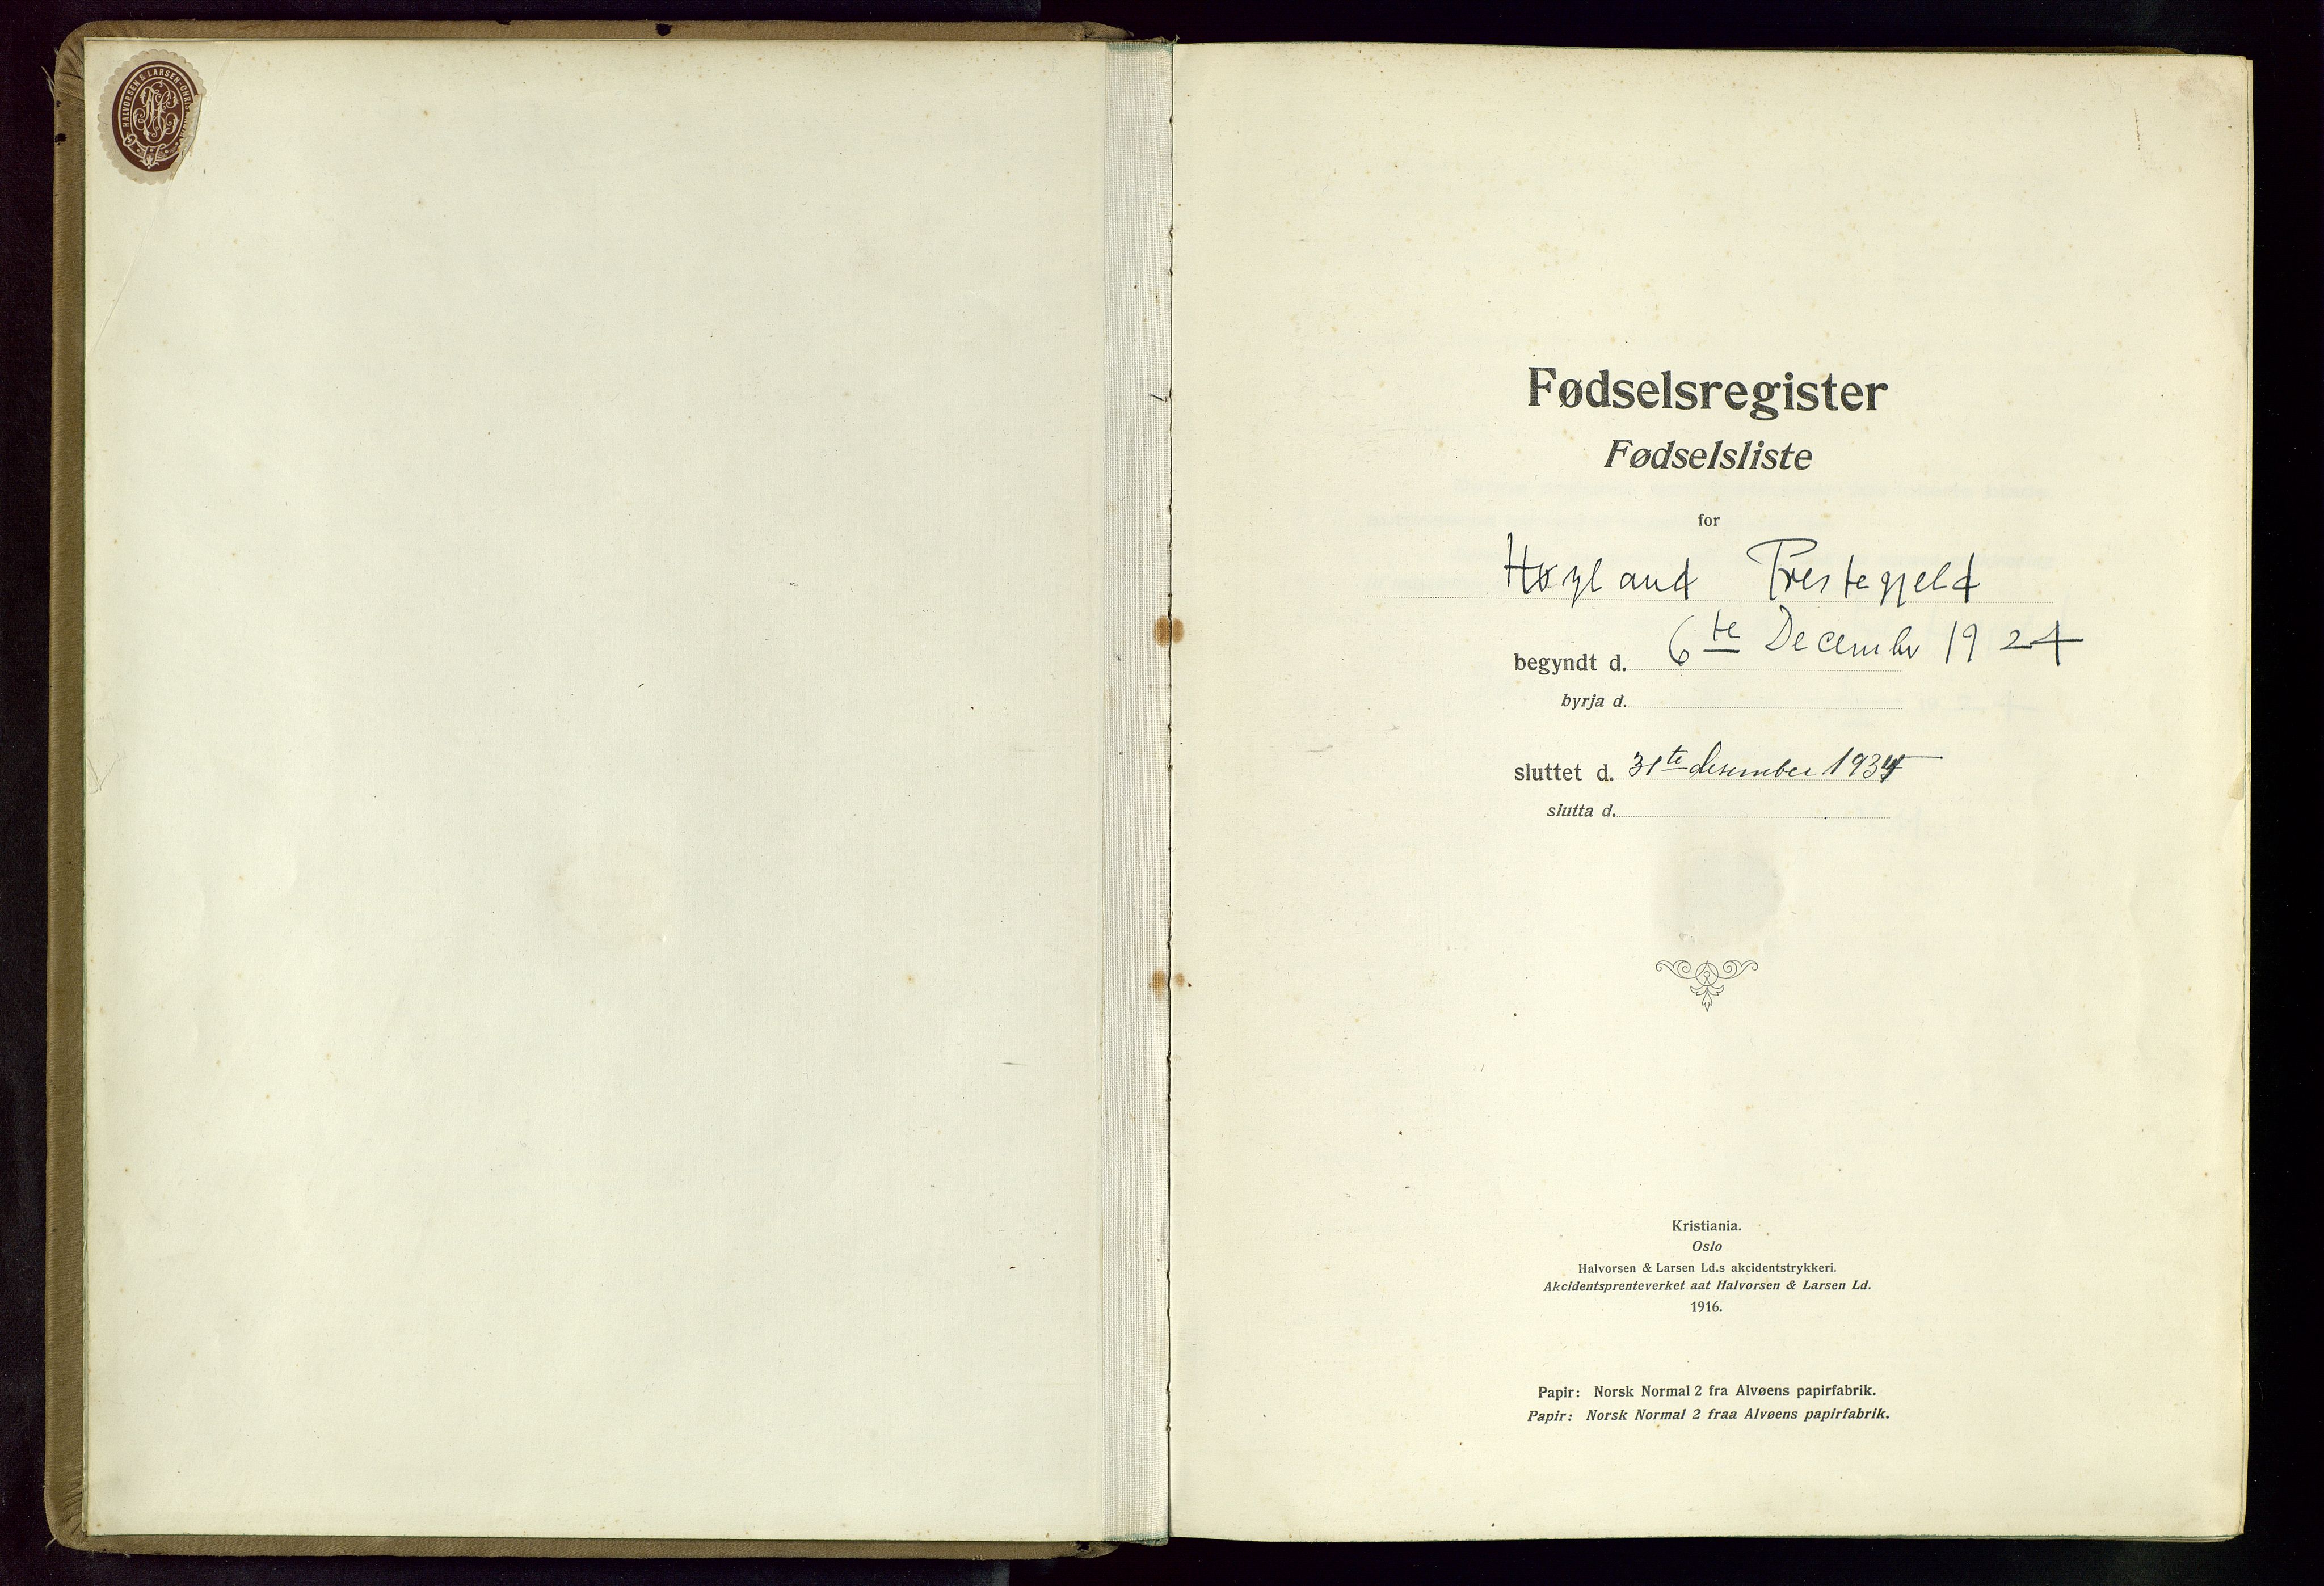 HALVORSEN & LARSEN
Fødselsregister
Fødselsliste
for
Høyland Prestegjeld
begyndt d. 6te December 1924
byrja d.
sluttet d. 31te desember 1934
slutta d.
Kristiania.
Oslo
Halvorsen & Larsen Ld.s akcidentstrykkeri.
Akcidentsprenteverket aat Halvorsen & Larsen Ld.
1916.
Papir: Norsk Normal 2 fra Alvøens papirfabrik.
Papir: Norsk Normal 2 fraa Alvøens papirfabrik.